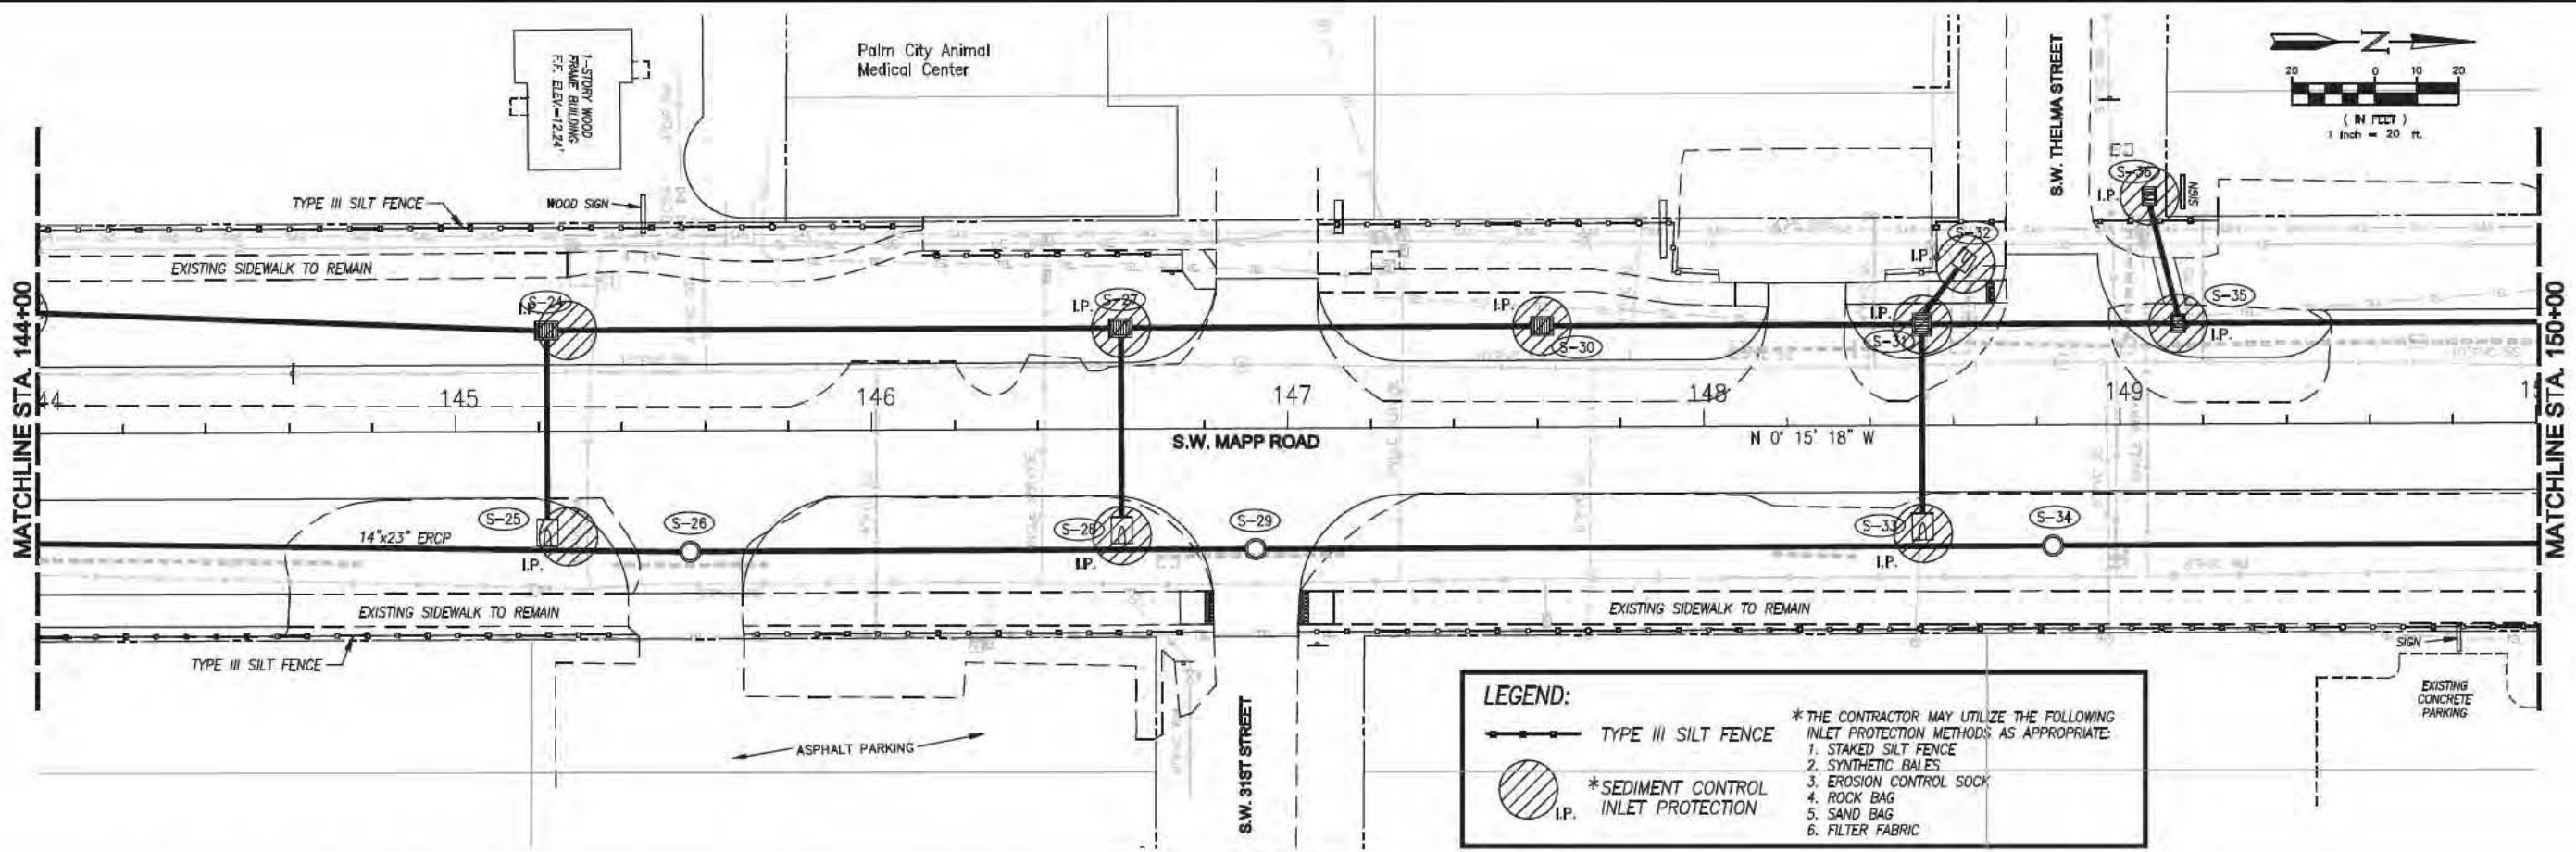 Palm City Animal
Medical Center
1-STORY WOOD
FRAME BUILDING
F.F. ELEV=12.24'
S.W. THELMA STREET
N
20 0 10 20
( IN FEET )
1 inch = 20 ft.
TYPE III SILT FENCE
WOOD SIGN
S-36
I.P.
SIGN
EXISTING SIDEWALK TO REMAIN
S-32
I.P.
MATCHLINE STA. 144+00
S-24
I.P.
S-27
I.P.
I.P.
S-30
I.P.
S-31
S-35
I.P.
MATCHLINE STA. 150+00
44
145
146
147
148
149
15
S.W. MAPP ROAD
N 0° 15' 18" W
S-25
I.P.
S-26
S-28
I.P.
S-29
S-33
I.P.
S-34
14"x23" ERCP
EXISTING SIDEWALK TO REMAIN
EXISTING SIDEWALK TO REMAIN
TYPE III SILT FENCE
SIGN
EXISTING
CONCRETE
PARKING
ASPHALT PARKING
S.W. 31ST STREET
LEGEND:
TYPE III SILT FENCE
I.P.
*SEDIMENT CONTROL
INLET PROTECTION
*THE CONTRACTOR MAY UTILIZE THE FOLLOWING
INLET PROTECTION METHODS AS APPROPRIATE:
1. STAKED SILT FENCE
2. SYNTHETIC BALES
3. EROSION CONTROL SOCK
4. ROCK BAG
5. SAND BAG
6. FILTER FABRIC